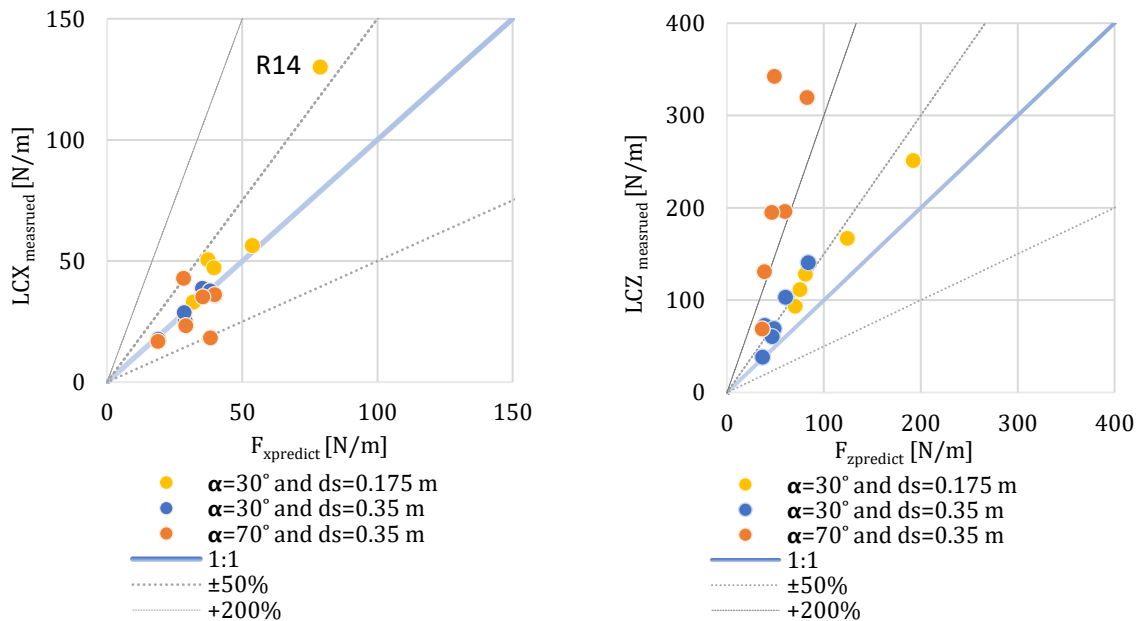 150
100
50
0
LCX measrued [N/m]
R14
0 50 100 150
Fxpredict [N/m]
α=30° and ds=0.175 m
α=30° and ds=0.35 m
α=70° and ds=0.35 m
1:1
±50%
+200%
400
300
200
100
0
LCZ measrued [N/m]
0 100 200 300 400
Fzpredict [N/m]
α=30° and ds=0.175 m
α=30° and ds=0.35 m
α=70° and ds=0.35 m
1:1
±50%
+200%